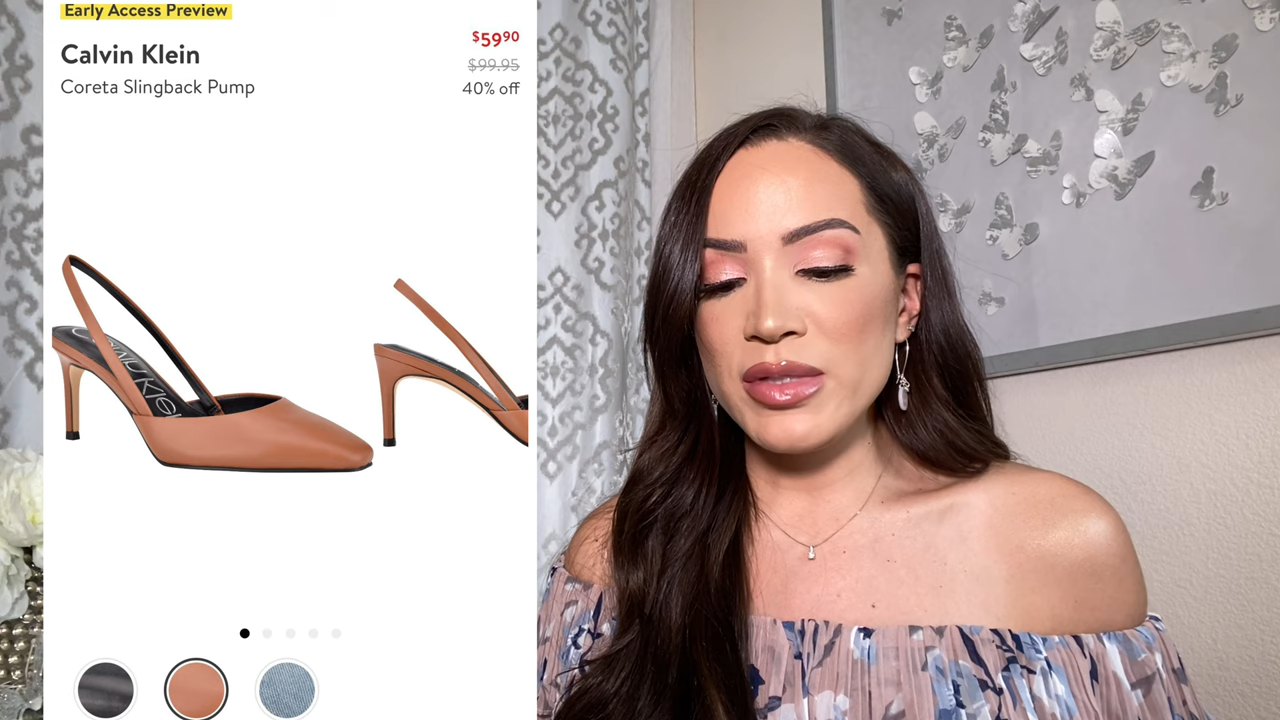 Early Access Preview
Calvin Klein
Coreta Slingback Pump
$59.90
$99.95
40% off